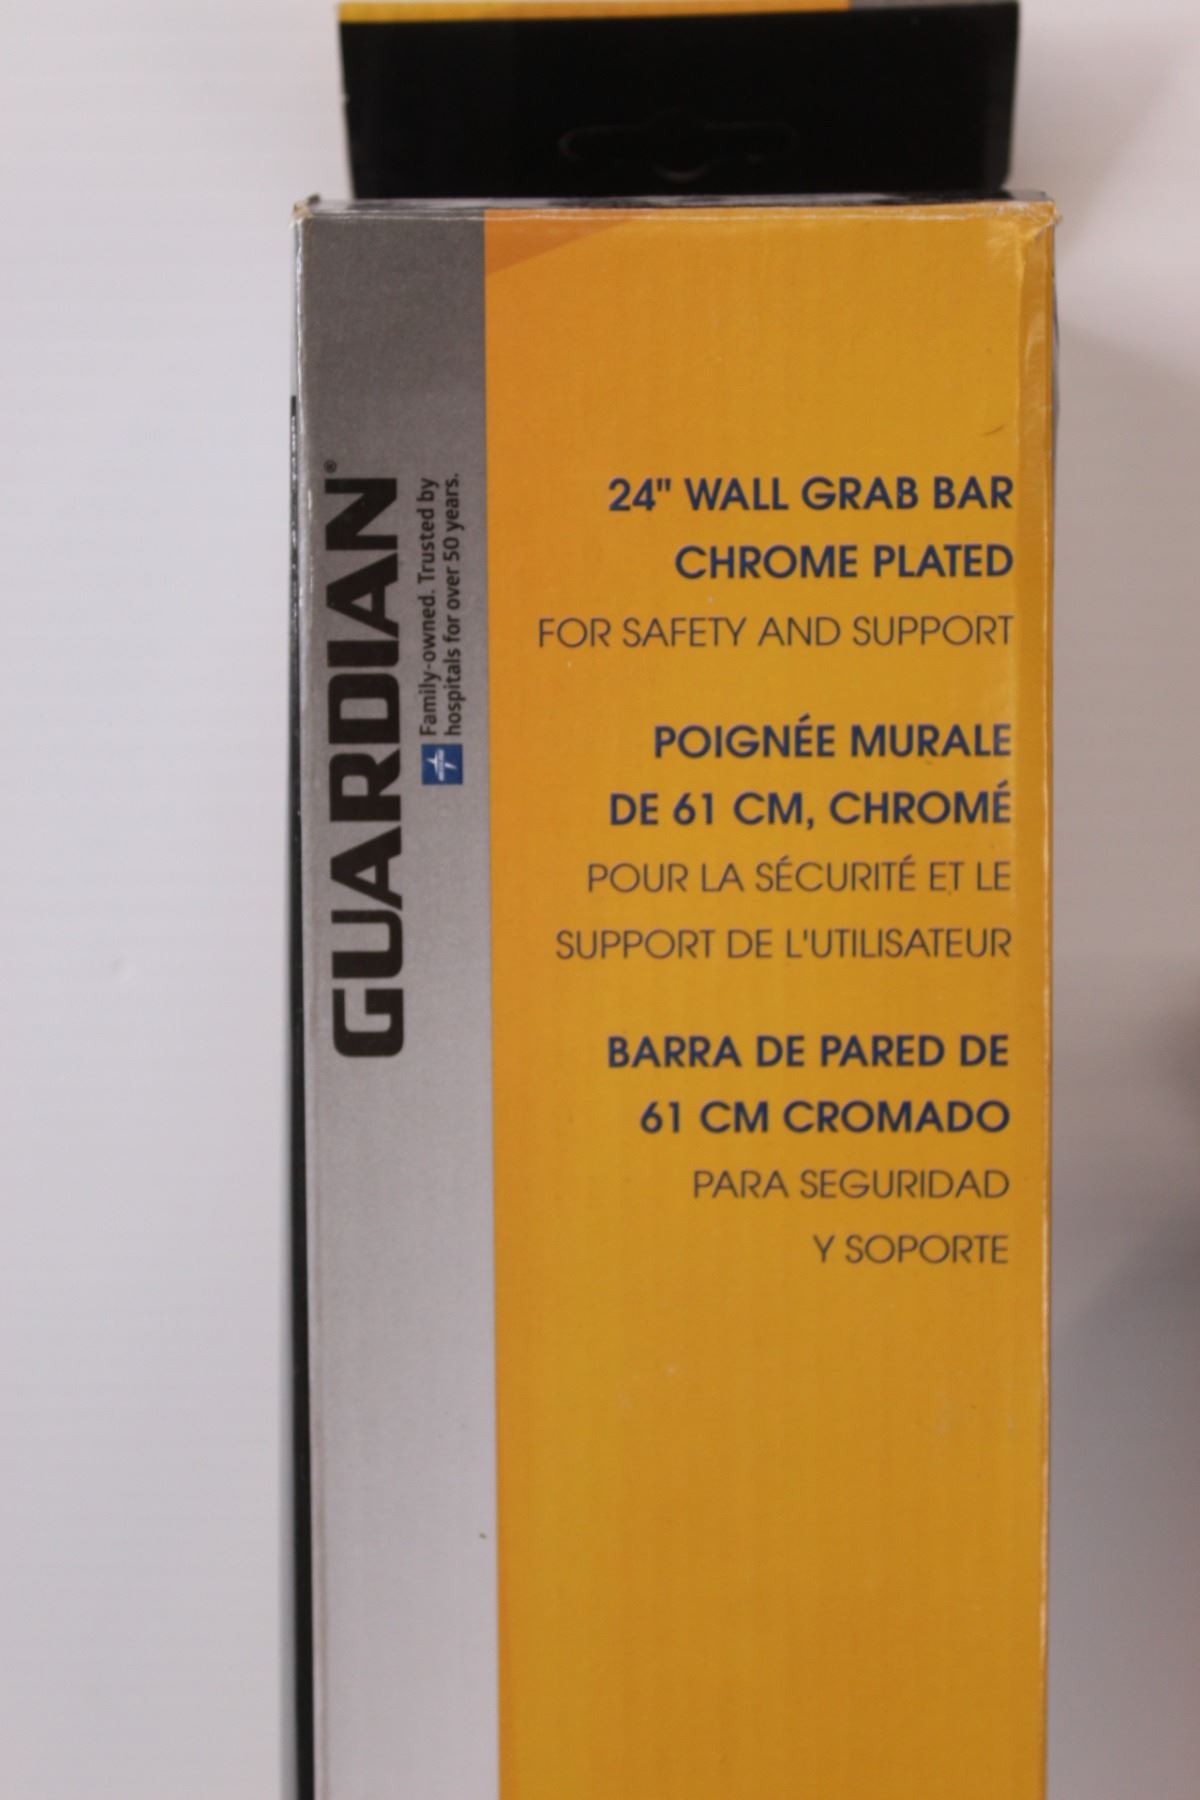 GUARDIAN®
Family-owned. Trusted by
hospitals for over 50 years.
24" WALL GRAB BAR
CHROME PLATED
FOR SAFETY AND SUPPORT
POIGNÉE MURALE
DE 61 CM, CHROMÉ
POUR LA SÉCURITÉ ET LE
SUPPORT DE L'UTILISATEUR
BARRA DE PARED DE
61 CM CROMADO
PARA SEGURIDAD
Y SOPORTE